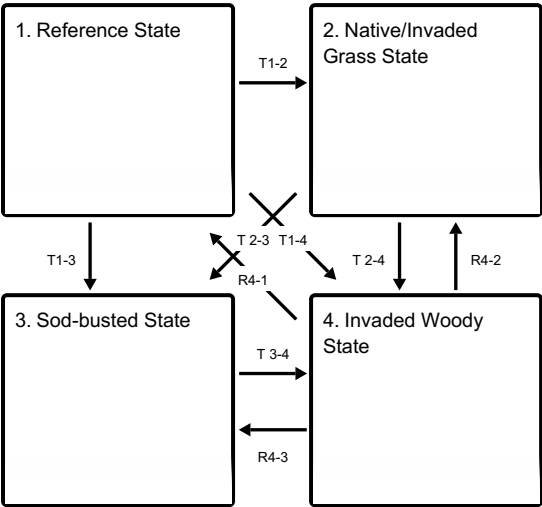 1. Reference State
2. Native/Invaded
Grass State
T1-2
T 2-3
T1-4
T1-3
T 2-4
R4-2
R4-1
3. Sod-busted State
4. Invaded Woody
State
T 3-4
R4-3